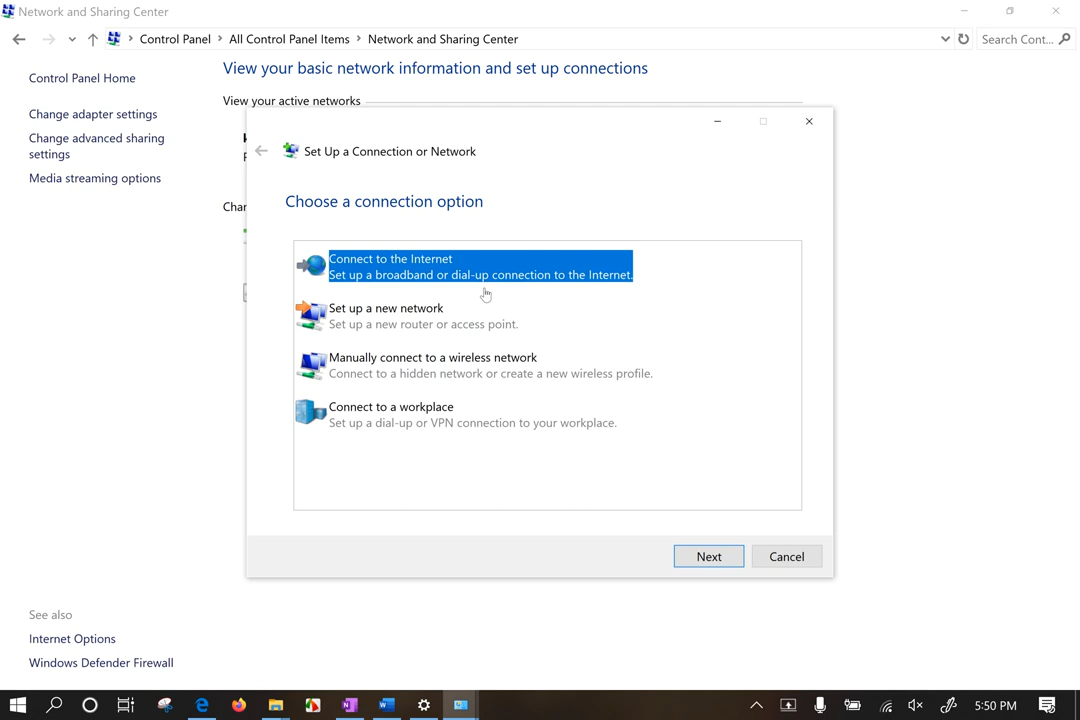 Network and Sharing Center
Control Panel > All Control Panel Items > Network and Sharing Center
Search Cont...
Control Panel Home
Change adapter settings
Change advanced sharing
settings
Media streaming options
View your basic network information and set up connections
View your active networks
Char
Set Up a Connection or Network
Choose a connection option
Connect to the Internet
Set up a broadband or dial-up connection to the Internet.
Set up a new network
Set up a new router or access point.
Manually connect to a wireless network
Connect to a hidden network or create a new wireless profile.
Connect to a workplace
Set up a dial-up or VPN connection to your workplace.
Next
Cancel
See also
Internet Options
Windows Defender Firewall
5:50 PM